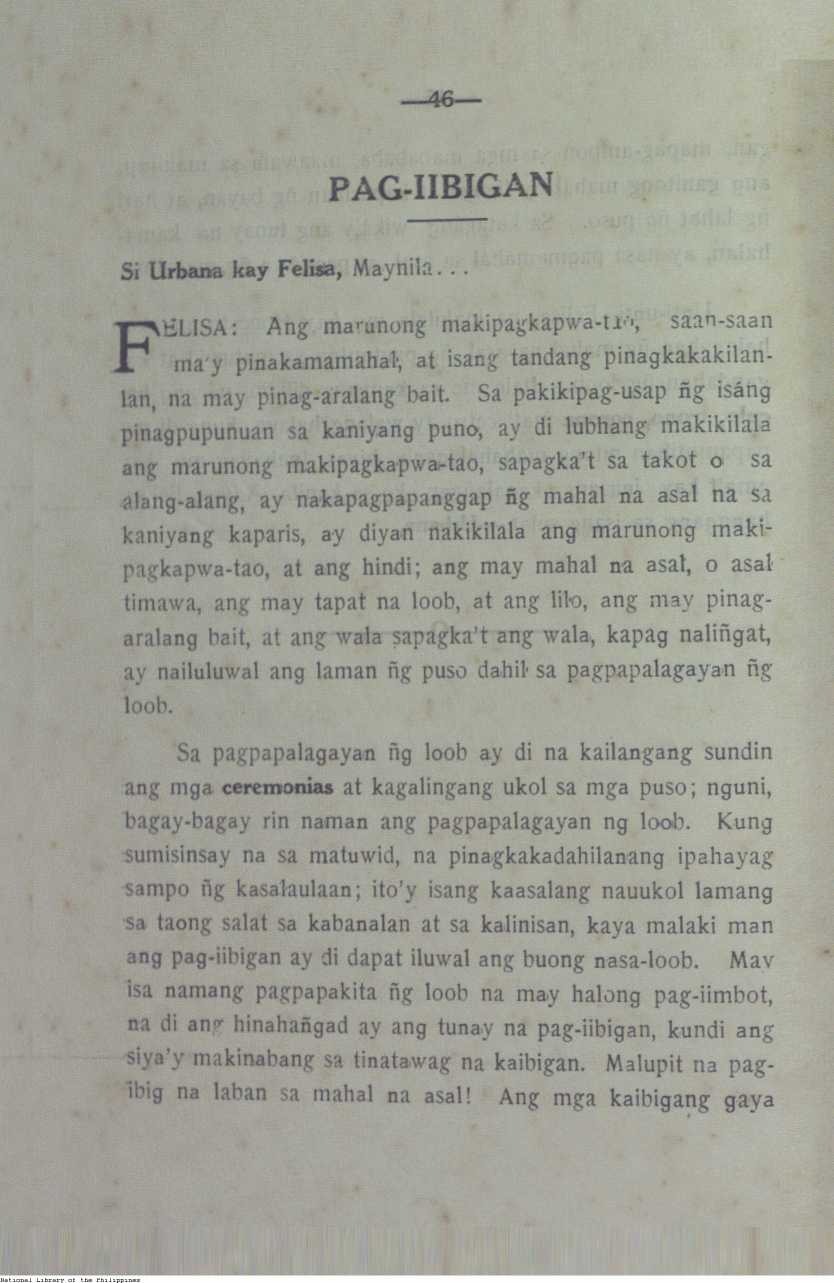 —46—
PAG-IIBIGAN
Si Urbana kay Felisa, Maynila...
FELISA: Ang marunong makipagkapwa-tao, saan-saan
ma'y pinakamamahal, at isang tandang pinagkakakilan-
lan, na may pinag-aralang bait. Sa pakikipag-usap ñg isáng
pinagpupunuan sa kaniyang puno, ay di lubhang makikilala
ang marunong makipagkapwa-tao, sapagka't sa takot o sa
alang-alang, ay nakapagpapanggap ñg mahal na asal na sa
kaniyang kaparis, ay diyan nakikilala ang marunong maki-
pagkapwa-tao, at ang hindi; ang may mahal na asal, o asal
timawa, ang may tapat na loob, at ang lilo, ang may pinag-
aralang bait, at ang wala sapagka't ang wala, kapag naliñgat,
ay nailuluwal ang laman ñg puso dahil sa pagpapalagayan ñg
loob.
Sa pagpapalagayan ñg loob ay di na kailangang sundin
ang mga ceremonias at kagalingang ukol sa mga puso; nguni,
bagay-bagay rin naman ang pagpapalagayan ng loob. Kung
sumisinsay na sa matuwid, na pinagkakadahilanang ipahayag
sampo ñg kasalaulaan; ito'y isang kaasalang nauukol lamang
sa taong salat sa kabanalan at sa kalinisan, kaya malaki man
ang pag-iibigan ay di dapat iluwal ang buong nasa-loob. May
isa namang pagpapakita ñg loob na may halong pag-iimbot,
na di ang hinahañgad ay ang tunay na pag-iibigan, kundi ang
siya'y makinabang sa tinatawag na kaibigan. Malupit na pag-
ibig na laban sa mahal na asal! Ang mga kaibigang gaya
National Library of the Philippines